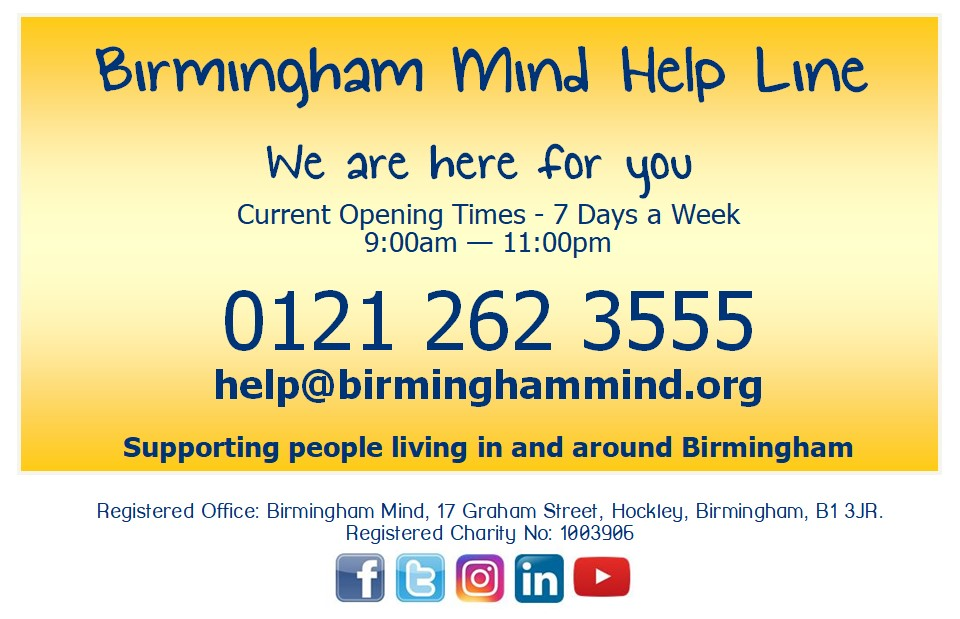 Birmingham Mind Help Line
We are here for you
Current Opening Times - 7 Days a Week
9:00am — 11:00pm
0121 262 3555
help@birminghammind.org
Supporting people living in and around Birmingham
Registered Office: Birmingham Mind, 17 Graham Street, Hockley, Birmingham, B1 3JR.
Registered Charity No: 1003906